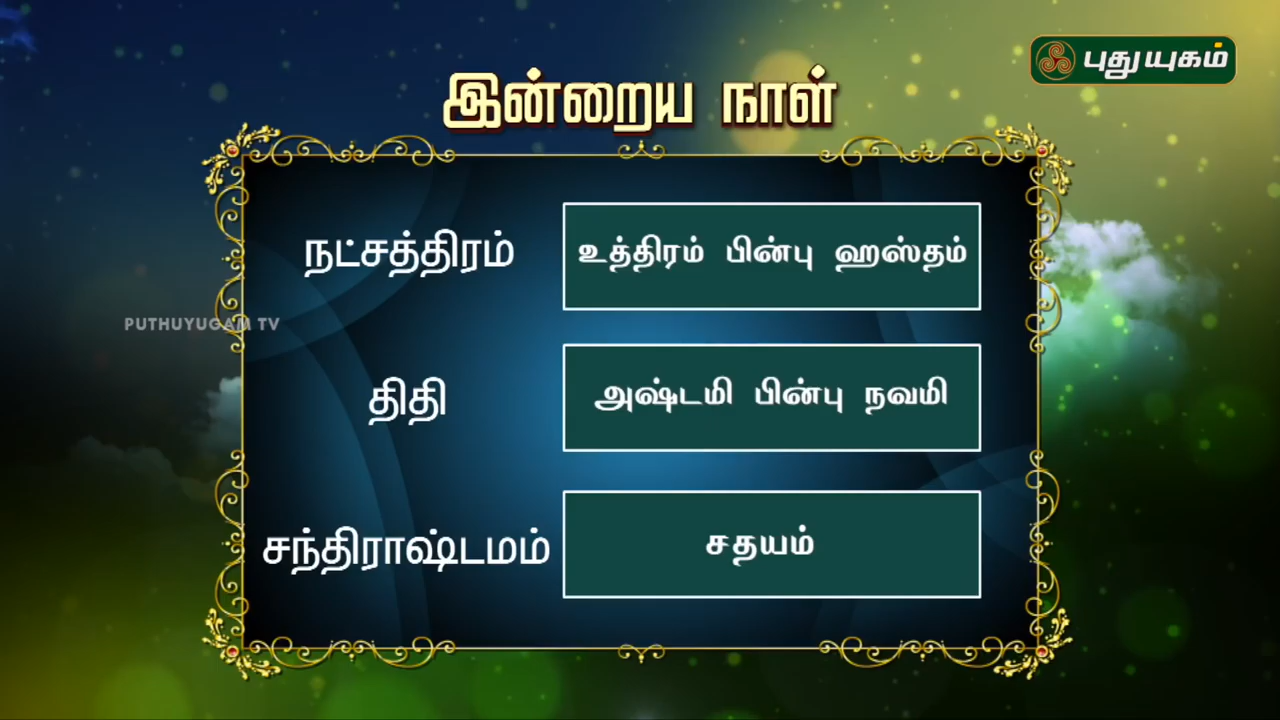 புதுயுகம்
இன்றைய நாள்
நட்சத்திரம் உத்திரம் பின்பு ஹஸ்தம்
PUTHUYUGAM TV
திதி அஷ்டமி பின்பு நவமி
சந்திராஷ்டமம் சதயம்